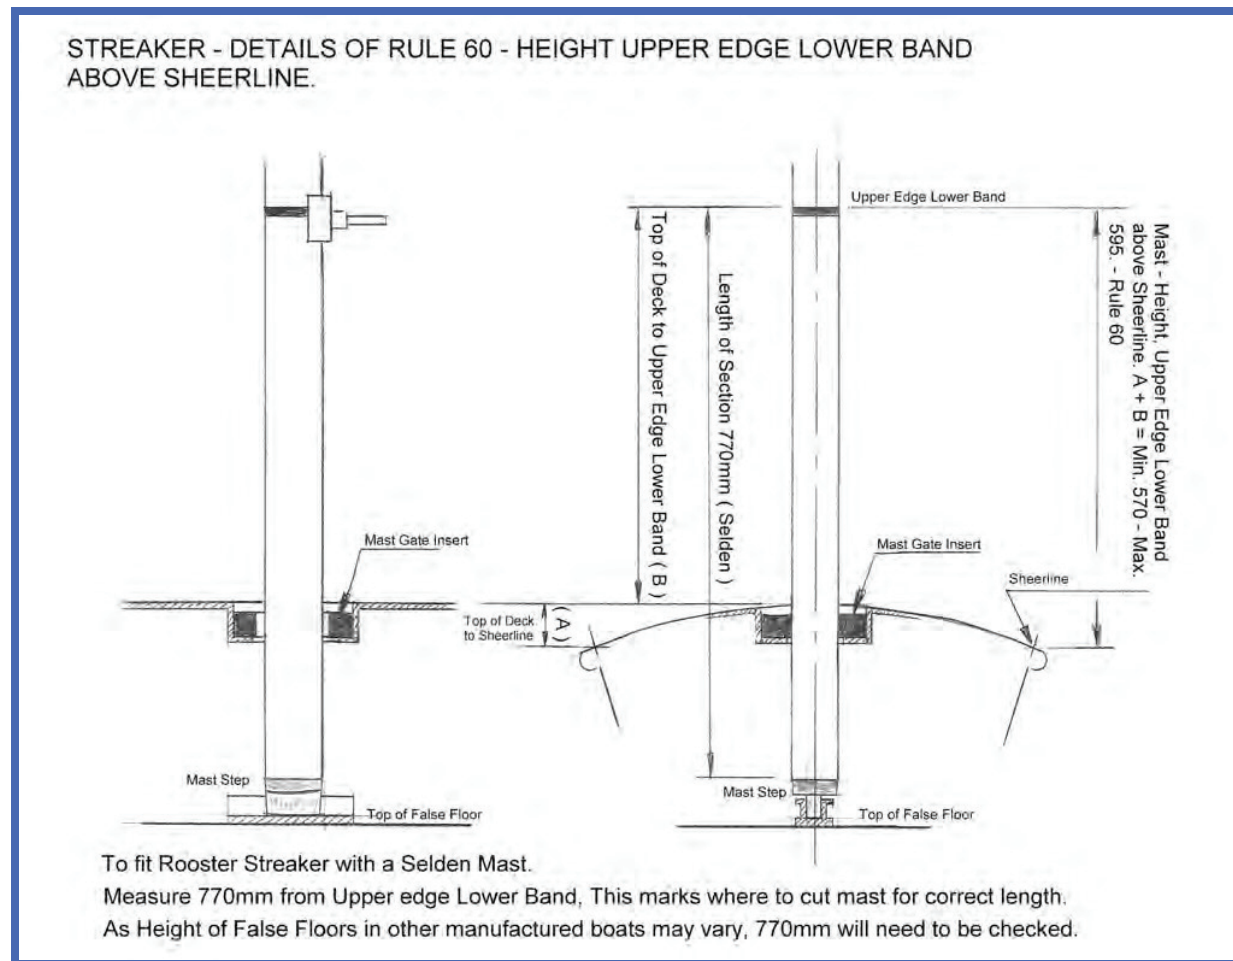 STREAKER - DETAILS OF RULE 60 - HEIGHT UPPER EDGE LOWER BAND
ABOVE SHEERLINE.
Upper Edge Lower Band
Top of Deck to Upper Edge Lower Band ( B )
Length of Section 770mm ( Selden )
Mast - Height, Upper Edge Lower Band
above Sheerline. A + B = Min. 570 - Max.
595. - Rule 60
Mast Gate Insert
Mast Gate Insert
Sheerline
Top of Deck
to Sheerline
( A )
Mast Step
Top of False Floor
Mast Step
Top of False Floor
To fit Rooster Streaker with a Selden Mast.
Measure 770mm from Upper edge Lower Band, This marks where to cut mast for correct length.
As Height of False Floors in other manufactured boats may vary, 770mm will need to be checked.